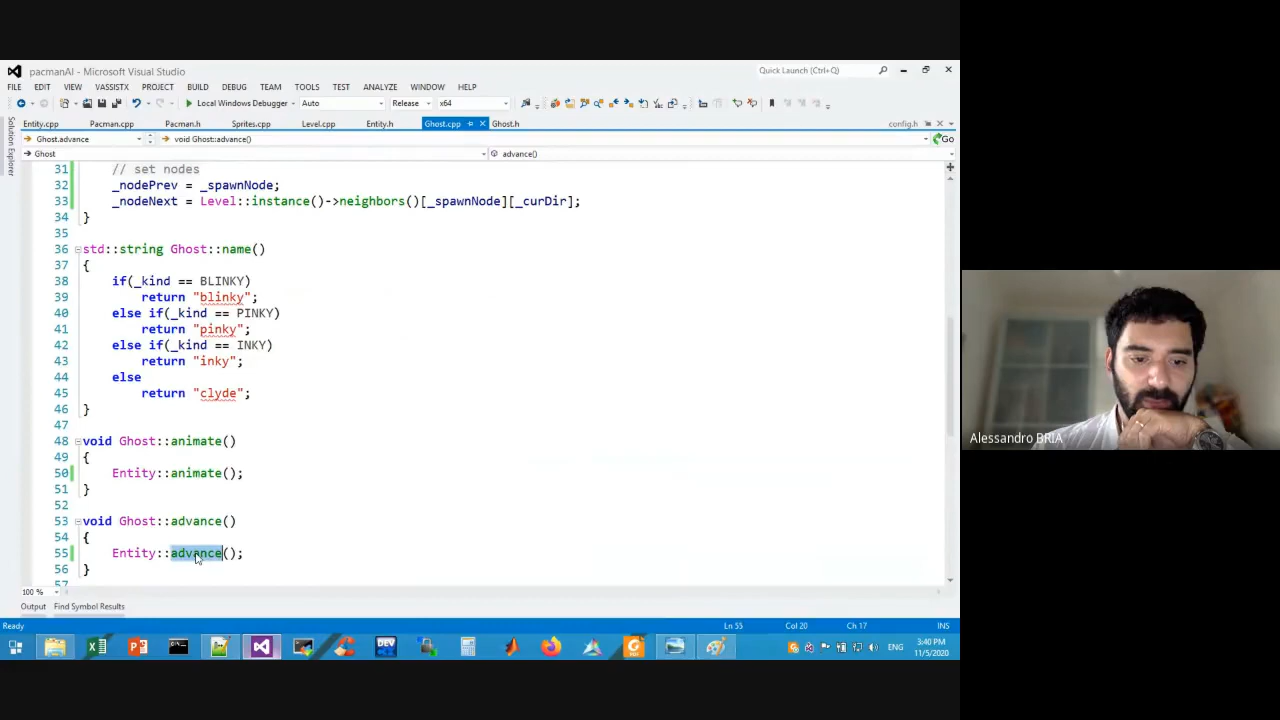 pacmanAI - Microsoft Visual Studio
Quick Launch (Ctrl+Q)
FILE EDIT VIEW VASSISTX PROJECT BUILD DEBUG TEAM TOOLS TEST ANALYZE WINDOW HELP
Local Windows Debugger Auto Release x64
Entity.cpp Pacman.cpp Pacman.h Sprites.cpp Level.cpp Entity.h Ghost.cpp Ghost.h config.h
Ghost.advance void Ghost::advance() Go
Ghost advance()
Solution Explorer
31 // set nodes
32 _nodePrev = _spawnNode;
33 _nodeNext = Level::instance()->neighbors()[_spawnNode][_curDir];
34 }
35
36 std::string Ghost::name()
37 {
38 if(_kind == BLINKY)
39 return "blinky";
40 else if(_kind == PINKY)
41 return "pinky";
42 else if(_kind == INKY)
43 return "inky";
44 else
45 return "clyde";
46 }
47
48 void Ghost::animate()
49 {
50 Entity::animate();
51 }
52
53 void Ghost::advance()
54 {
55 Entity::advance();
56 }
57
100 %
Output Find Symbol Results
Ready Ln 55 Col 20 Ch 17 INS
DEV
PDF
ENG
3:40 PM
11/5/2020
Alessandro BRIA